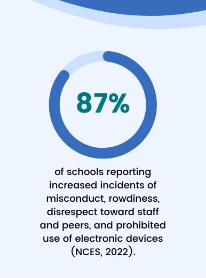 87%
of schools reporting
increased incidents of
misconduct, rowdiness,
disrespect toward staff
and peers, and prohibited
use of electronic devices
(NCES, 2022).